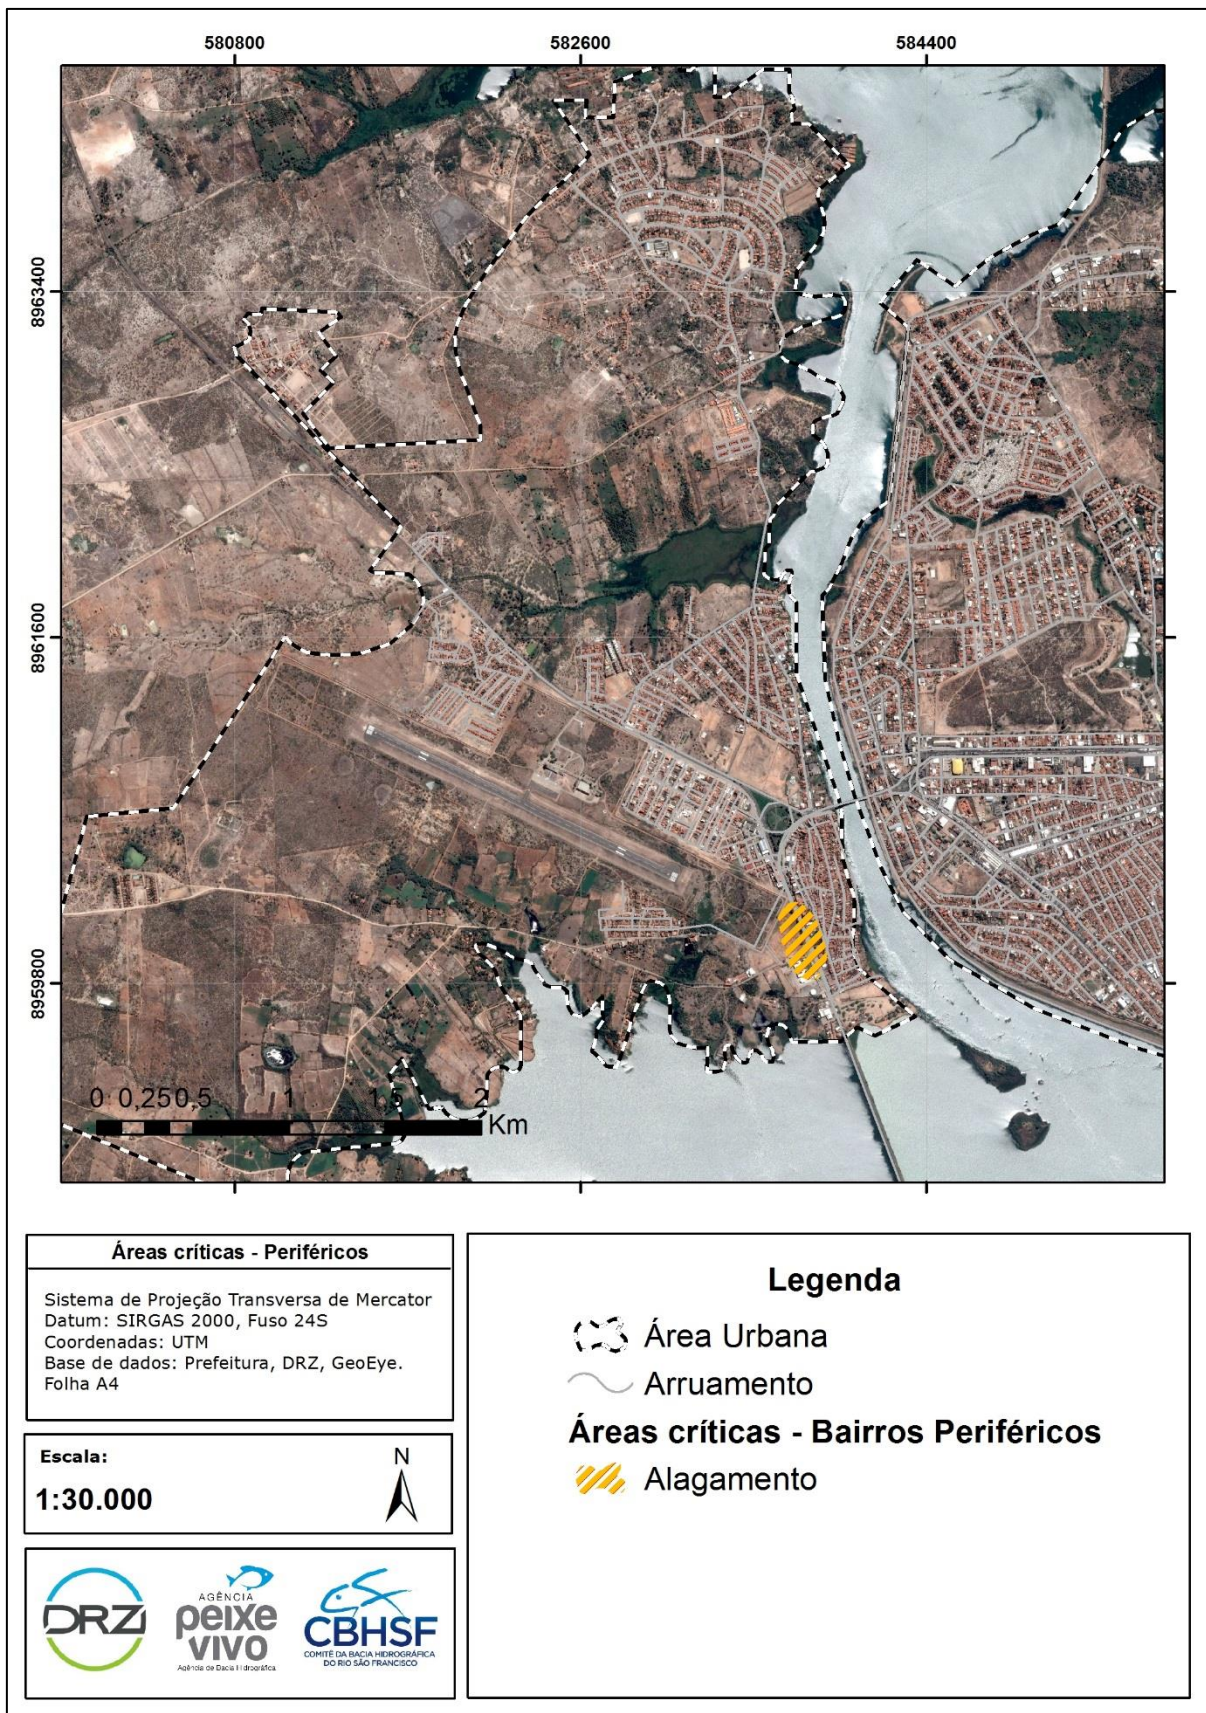 580800 582600 584400
8963400
8961600
8959800
0 0,25 0,5 1 1,5 2
Km
Áreas críticas - Periféricos
Sistema de Projeção Transversa de Mercator
Datum: SIRGAS 2000, Fuso 24S
Coordenadas: UTM
Base de dados: Prefeitura, DRZ, GeoEye.
Folha A4
Escala:
1:30.000
N
DRZ
AGÊNCIA
peixe
vivo
Agência de Bacia Hidrográfica
CBHSF
COMITÊ DA BACIA HIDROGRÁFICA
DO RIO SÃO FRANCISCO
Legenda
Área Urbana
Arruamento
Áreas críticas - Bairros Periféricos
Alagamento